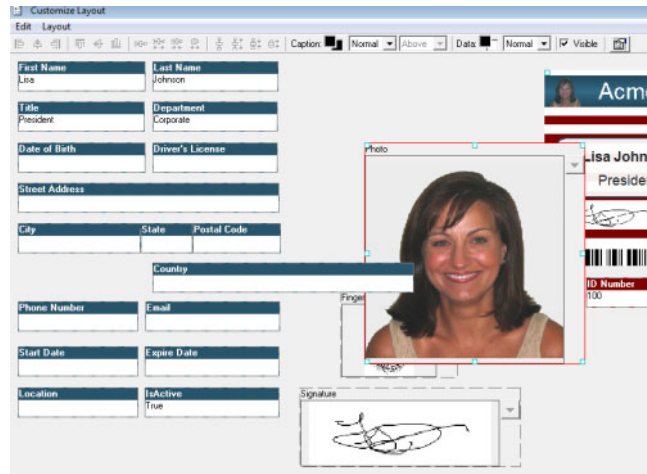 Customize Layout
Edit Layout
Caption: Normal Above Data: Normal Visible
First Name Last Name
Lisa Johnson
Title Department
President Corporate
Date of Birth Driver's License
Street Address
City State Postal Code
Country
Phone Number Email
Start Date Expire Date
Location IsActive
True
Photo
Finger
Signature
Acme
Lisa John
Preside
ID Number
100